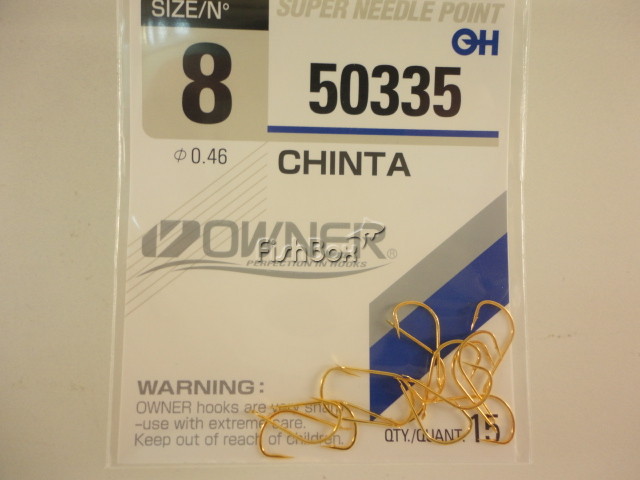 SIZE/N°
SUPER NEEDLE POINT
OH
8
50335
φ 0.46
CHINTA
OWNER®
FishBox
PERFECTION IN HOOKS
WARNING:
OWNER hooks are very sharp
-use with extreme care.
Keep out of reach of children.
QTY./QUANT. 15